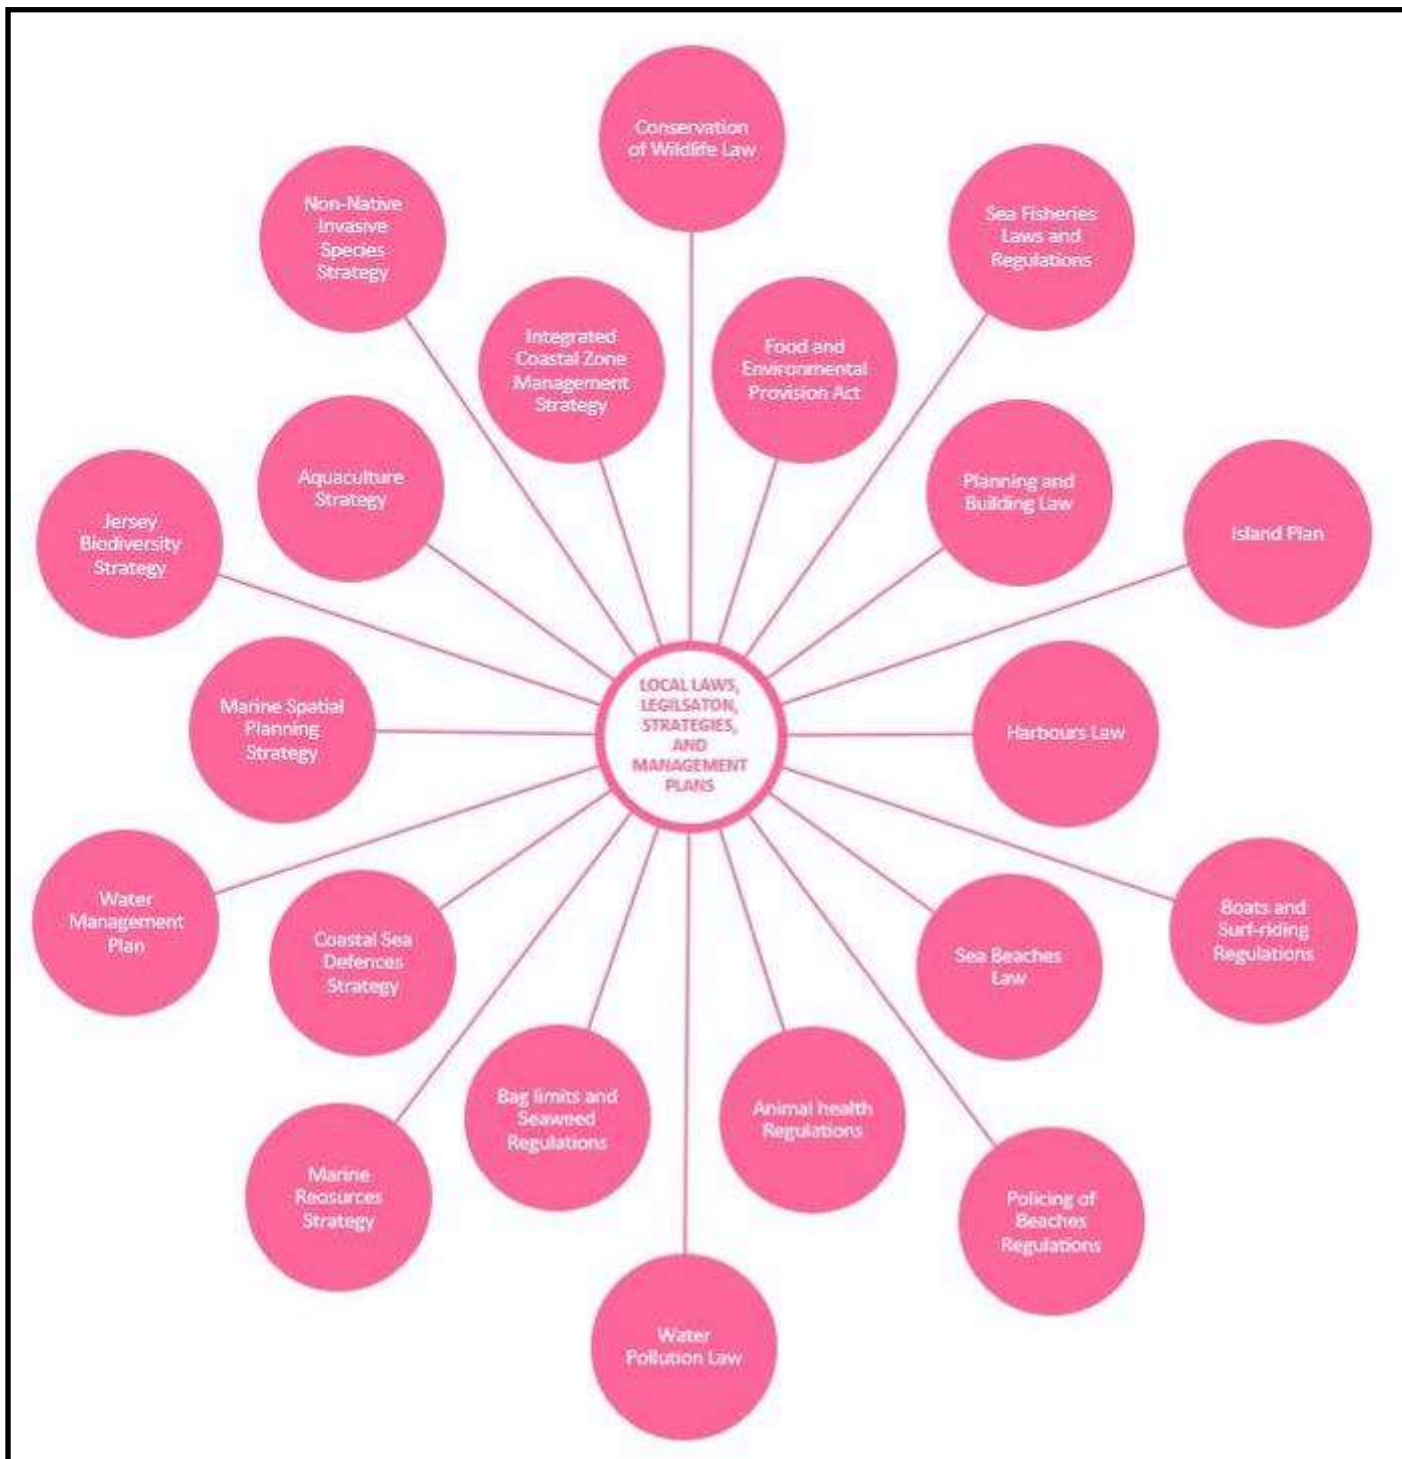 Conservation
of Wildlife Law
Non-Native
Invasive
Species
Strategy
Sea Fisheries
Laws and
Regulations
Integrated
Coastal Zone
Management
Strategy
Food and
Environmental
Provision Act
Aquaculture
Strategy
Planning and
Building Law
Jersey
Biodiversity
Strategy
Island Plan
Marine Spatial
Planning
Strategy
LOCAL LAWS,
LEGILSATON,
STRATEGIES,
AND
MANAGEMENT
PLANS
Harbours Law
Water
Management
Plan
Coastal Sea
Defences
Strategy
Sea Beaches
Law
Boats and
Surf-riding
Regulations
Bag limits and
Seaweed
Regulations
Animal health
Regulations
Marine
Reosurces
Strategy
Policing of
Beaches
Regulations
Water
Pollution Law